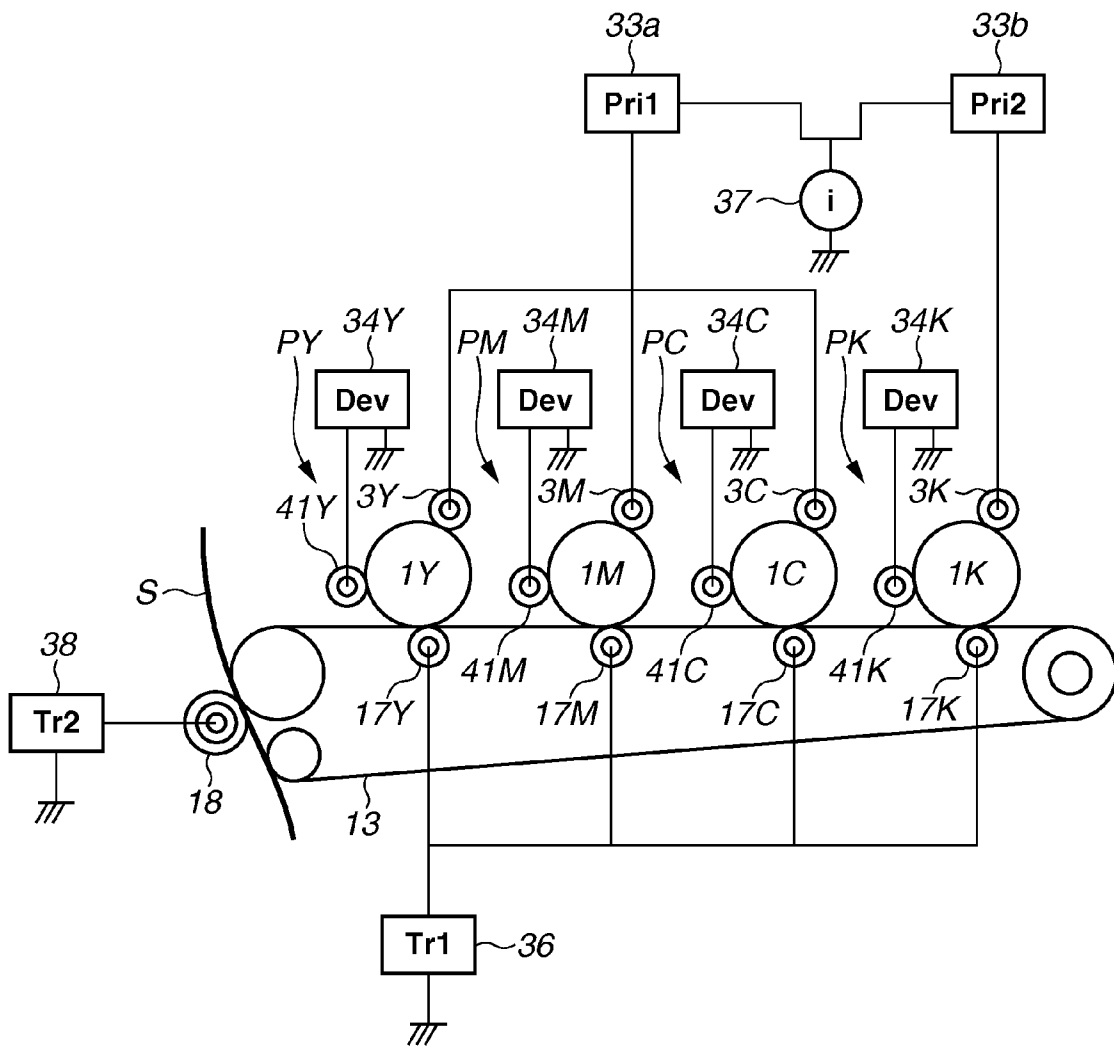 33a 33b
Pri1 Pri2
37 i
34Y 34M 34C 34K
PY PM PC PK
Dev Dev Dev Dev
3Y 3M 3C 3K
41Y
1Y 1M 1C 1K
S
41M 41C 41K
38
17Y 17M 17C 17K
Tr2
18 13
Tr1 36